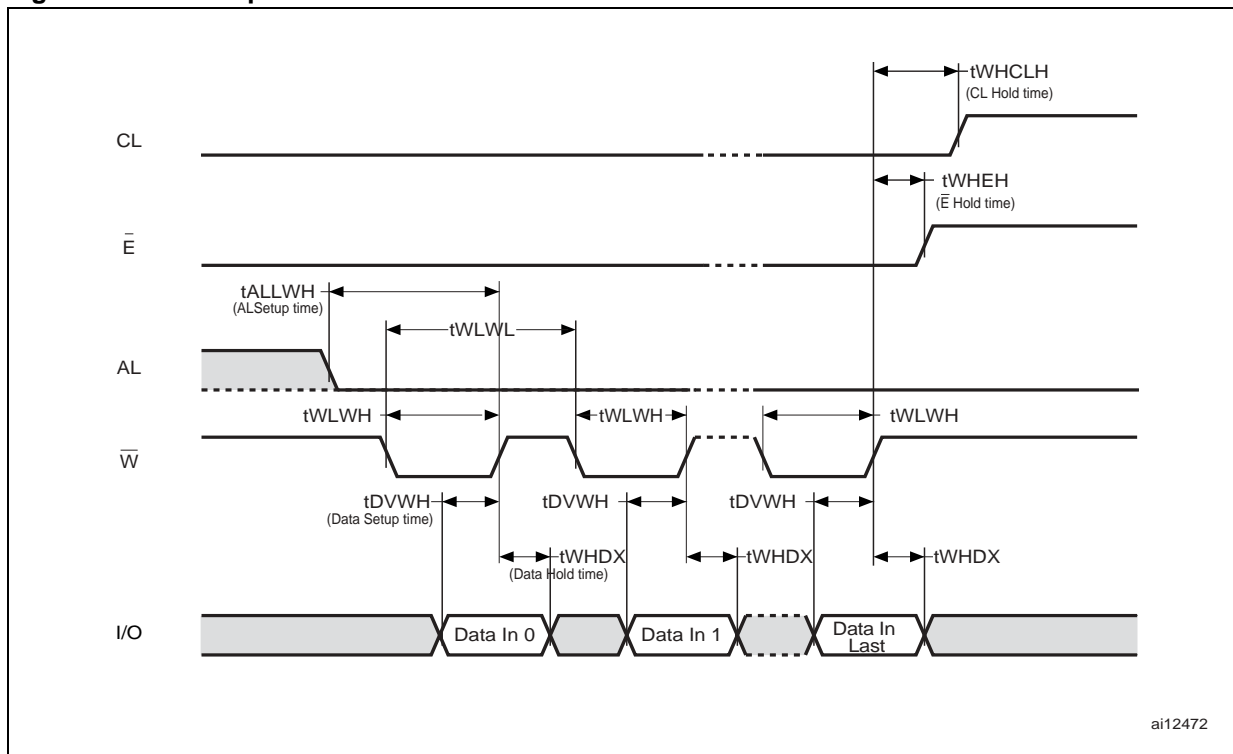 tWHCLH
(CL Hold time)
CL
tWHEH
(E̅ Hold time)
E̅
tALLWH
(ALSetup time)
tWLWL
AL
tWLWH
tWLWH
tWLWH
W̅
tDVWH
(Data Setup time)
tDVWH
tDVWH
tWHDX
(Data Hold time)
tWHDX
tWHDX
I/O
Data In 0
Data In 1
Data In
Last
ai12472